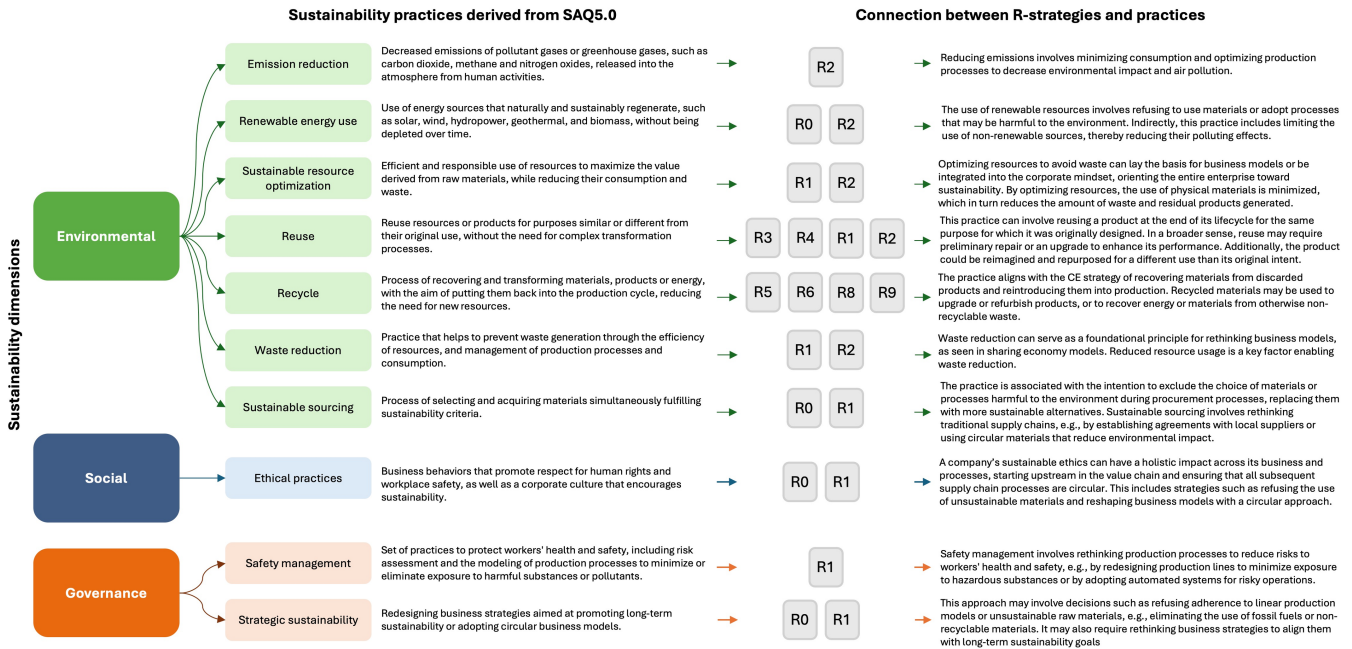 Sustainability practices derived from SAQ5.0
Connection between R-strategies and practices
Sustainability dimensions
Environmental
Emission reduction
Decreased emissions of pollutant gases or greenhouse gases, such as
carbon dioxide, methane and nitrogen oxides, released into the
atmosphere from human activities.
R2
Reducing emissions involves minimizing consumption and optimizing production
processes to decrease environmental impact and air pollution.
Renewable energy use
Use of energy sources that naturally and sustainably regenerate, such
as solar, wind, hydropower, geothermal, and biomass, without being
depleted over time.
R0 R2
The use of renewable resources involves refusing to use materials or adopt processes
that may be harmful to the environment. Indirectly, this practice includes limiting the
use of non-renewable sources, thereby reducing their polluting effects.
Sustainable resource
optimization
Efficient and responsible use of resources to maximize the value
derived from raw materials, while reducing their consumption and
waste.
R1 R2
Optimizing resources to avoid waste can lay the basis for business models or be
integrated into the corporate mindset, orienting the entire enterprise toward
sustainability. By optimizing resources, the use of physical materials is minimized,
which in turn reduces the amount of waste and residual products generated.
Reuse
Reuse resources or products for purposes similar or different from
their original use, without the need for complex transformation
processes.
R3 R4 R1 R2
This practice can involve reusing a product at the end of its lifecycle for the same
purpose for which it was originally designed. In a broader sense, reuse may require
preliminary repair or an upgrade to enhance its performance. Additionally, the product
could be reimagined and repurposed for a different use than its original intent.
Recycle
Process of recovering and transforming materials, products or energy,
with the aim of putting them back into the production cycle, reducing
the need for new resources.
R5 R6 R8 R9
The practice aligns with the CE strategy of recovering materials from discarded
products and reintroducing them into production. Recycled materials may be used to
upgrade or refurbish products, or to recover energy or materials from otherwise non-
recyclable waste.
Waste reduction
Practice that helps to prevent waste generation through the efficiency
of resources, and management of production processes and
consumption.
R1 R2
Waste reduction can serve as a foundational principle for rethinking business models,
as seen in sharing economy models. Reduced resource usage is a key factor enabling
waste reduction.
Sustainable sourcing
Process of selecting and acquiring materials simultaneously fulfilling
sustainability criteria.
R0 R1
The practice is associated with the intention to exclude the choice of materials or
processes harmful to the environment during procurement processes, replacing them
with more sustainable alternatives. Sustainable sourcing involves rethinking
traditional supply chains, e.g., by establishing agreements with local suppliers or
using circular materials that reduce environmental impact.
Social
Ethical practices
Business behaviors that promote respect for human rights and
workplace safety, as well as a corporate culture that encourages
sustainability.
R0 R1
A company's sustainable ethics can have a holistic impact across its business and
processes, starting upstream in the value chain and ensuring that all subsequent
supply chain processes are circular. This includes strategies such as refusing the use
of unsustainable materials and reshaping business models with a circular approach.
Governance
Safety management
Set of practices to protect workers' health and safety, including risk
assessment and the modeling of production processes to minimize or
eliminate exposure to harmful substances or pollutants.
R1
Safety management involves rethinking production processes to reduce risks to
workers' health and safety, e.g., by redesigning production lines to minimize exposure
to hazardous substances or by adopting automated systems for risky operations.
Strategic sustainability
Redesigning business strategies aimed at promoting long-term
sustainability or adopting circular business models.
R0 R1
This approach may involve decisions such as refusing adherence to linear production
models or unsustainable raw materials, e.g., eliminating the use of fossil fuels or non-
recyclable materials. It may also require rethinking business strategies to align them
with long-term sustainability goals